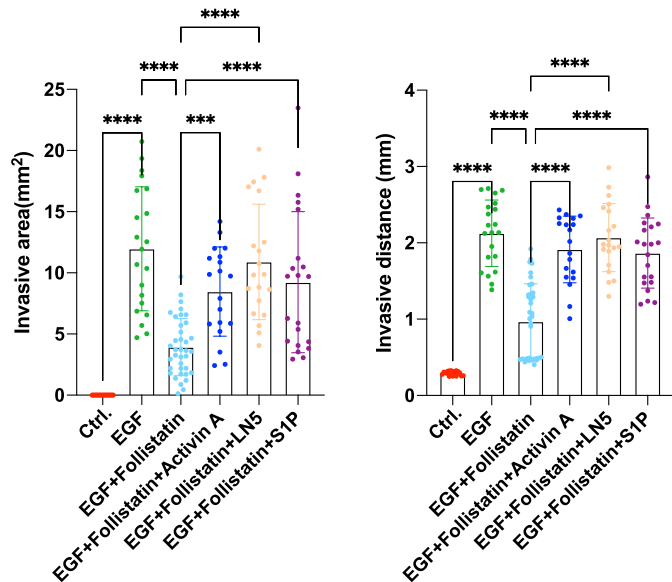 ****
****
****
****
***
Invasive area(mm²)
25
20
15
10
5
0
Ctrl.
EGF
EGF+Follistatin
EGF+Follistatin+Activin A
EGF+Follistatin+LN5
EGF+Follistatin+S1P
****
****
****
****
****
Invasive distance (mm)
4
3
2
1
0
Ctrl.
EGF
EGF+Follistatin
EGF+Follistatin+Activin A
EGF+Follistatin+LN5
EGF+Follistatin+S1P